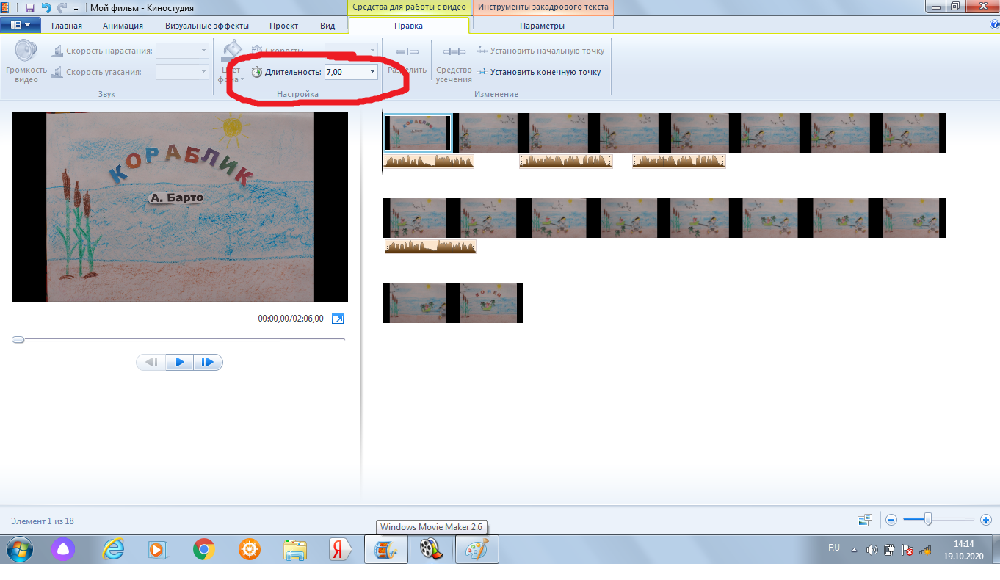 Мой фильм - Киностудия
Средства для работы с видео
Инструменты закадрового текста
Главная
Анимация
Визуальные эффекты
Проект
Вид
Правка
Параметры
Громкость видео
Скорость нарастания:
Скорость угасания:
Звук
Цвет фона
Скорость:
Длительность: 7,00
Настройка
Разделить
Средство усечения
Установить начальную точку
Установить конечную точку
Изменение
КОРАБЛИК
А. Барто
КОРАБЛИК
А. Барто
КОНЕЦ
00:00,00/02:06,00
Элемент 1 из 18
Windows Movie Maker 2.6
Я
RU
14:14
19.10.2020